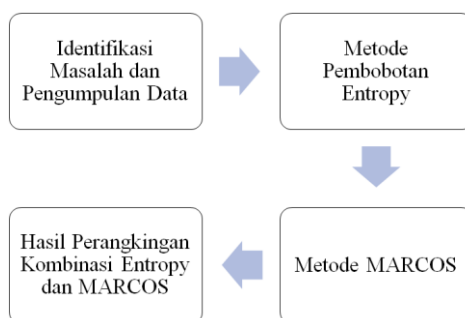 Identifikasi
Masalah dan
Pengumpulan Data
Metode
Pembobotan
Entropy
Metode MARCOS
Hasil Perangkingan
Kombinasi Entropy
dan MARCOS